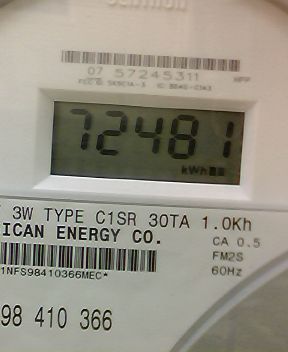 07 57245311
72481
kWh
3W TYPE C1SR 30TA 1.0Kh
ICAN ENERGY CO.
CA 0.5
FM2S
60Hz
1NFS98410366MEC*
98 410 366